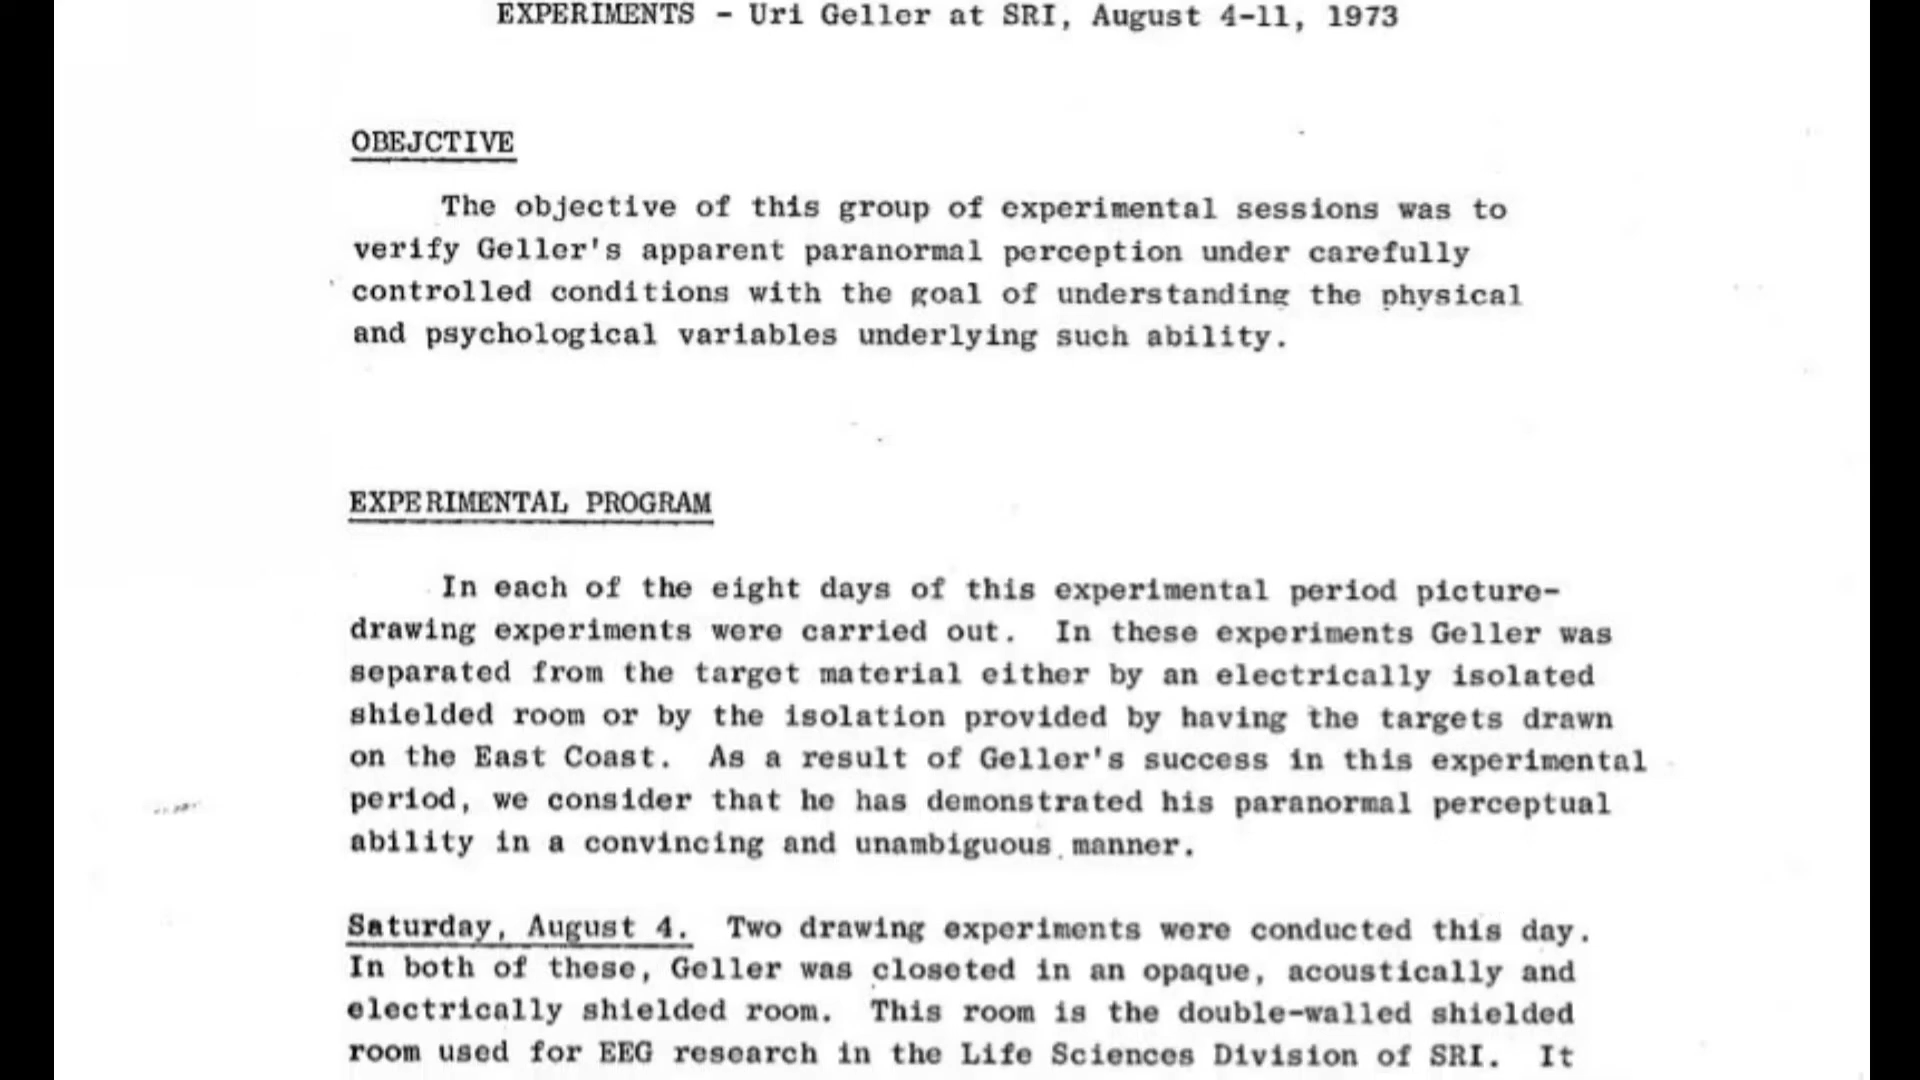 EXPERIMENTS - Uri Geller at SRI, August 4-11, 1973
OBEJCTIVE
The objective of this group of experimental sessions was to
verify Geller's apparent paranormal perception under carefully
controlled conditions with the goal of understanding the physical
and psychological variables underlying such ability.
EXPERIMENTAL PROGRAM
In each of the eight days of this experimental period picture-
drawing experiments were carried out. In these experiments Geller was
separated from the target material either by an electrically isolated
shielded room or by the isolation provided by having the targets drawn
on the East Coast. As a result of Geller's success in this experimental
period, we consider that he has demonstrated his paranormal perceptual
ability in a convincing and unambiguous manner.
Saturday, August 4. Two drawing experiments were conducted this day.
In both of these, Geller was closeted in an opaque, acoustically and
electrically shielded room. This room is the double-walled shielded
room used for EEG research in the Life Sciences Division of SRI. It